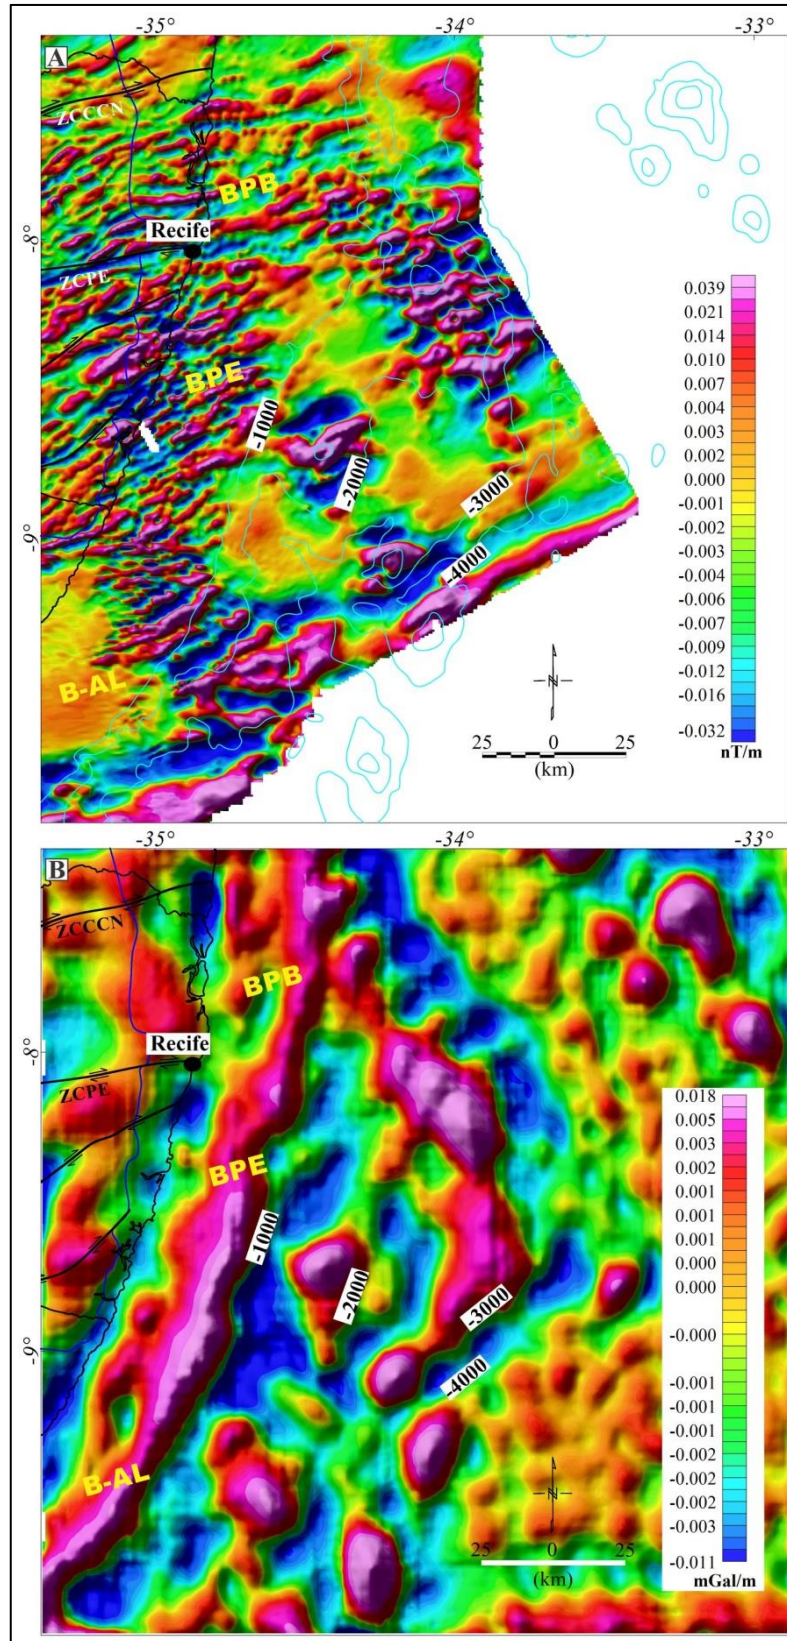 -35°
-34°
-33°
A
ZCCCN
BPB
-8°
Recife
ZCPE
BPE
-1000
-2000
-3000
-9°
-4000
B-AL
0.039
0.021
0.014
0.010
0.007
0.004
0.003
0.002
0.000
-0.001
-0.002
-0.003
-0.004
-0.006
-0.007
-0.009
-0.012
-0.016
-0.032
nT/m
N
25 0 25
(km)
-35°
-34°
-33°
B
ZCCCN
BPB
-8°
Recife
ZCPE
BPE
-1000
-2000
-3000
-9°
-4000
B-AL
0.018
0.005
0.003
0.002
0.001
0.001
0.000
0.000
-0.000
-0.001
-0.001
-0.001
-0.002
-0.002
-0.003
-0.011
mGal/m
N
25 0 25
(km)